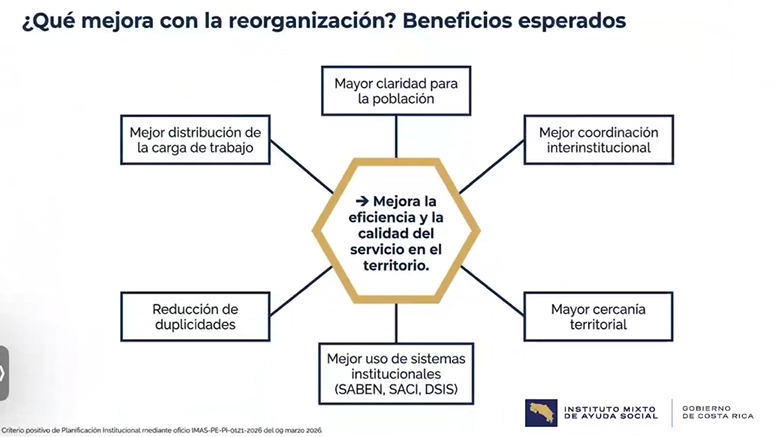 ¿Qué mejora con la reorganización? Beneficios esperados
Mayor claridad para
la población
Mejor distribución de
la carga de trabajo
Mejor coordinación
interinstitucional
➔ Mejora la
eficiencia y la
calidad del
servicio en el
territorio.
Reducción de
duplicidades
Mayor cercanía
territorial
Mejor uso de sistemas
institucionales
(SABEN, SACI, DSIS)
INSTITUTO MIXTO
DE AYUDA SOCIAL
GOBIERNO
DE COSTA RICA
Criterio positivo de Planificación Institucional mediante oficio IMAS-PE-PI-0121-2026 del 09 marzo 2026.